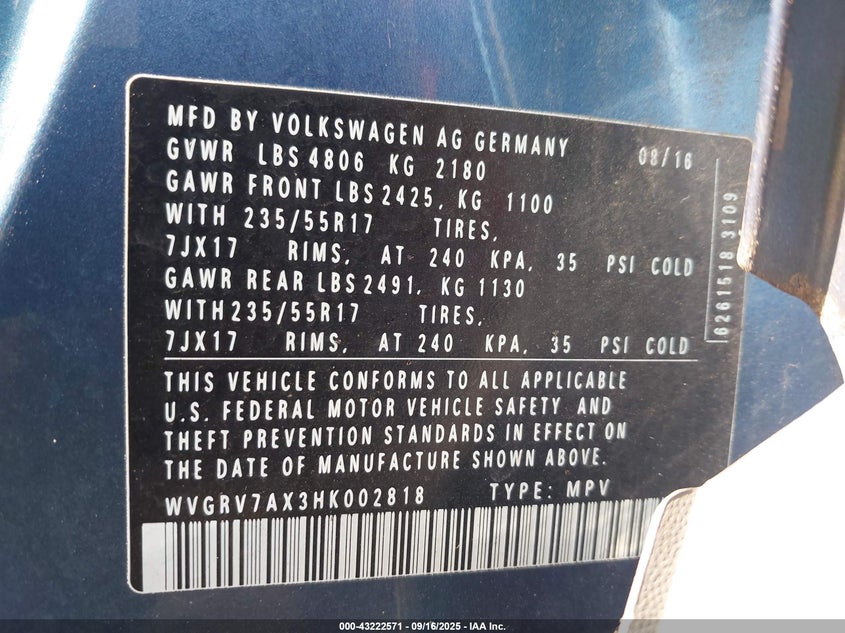 MFD BY VOLKSWAGEN AG GERMANY 08/16
GVWR LBS 4806 KG 2180
GAWR FRONT LBS 2425, KG 1100
WITH 235/55R17 TIRES,
7JX17 RIMS, AT 240 KPA, 35 PSI COLD
GAWR REAR LBS 2491, KG 1130
WITH 235/55R17 TIRES,
7JX17 RIMS, AT 240 KPA, 35 PSI COLD
THIS VEHICLE CONFORMS TO ALL APPLICABLE
U.S. FEDERAL MOTOR VEHICLE SAFETY AND
THEFT PREVENTION STANDARDS IN EFFECT ON
THE DATE OF MANUFACTURE SHOWN ABOVE.
WVGRV7AX3HK002818 TYPE: MPV
6261518 3109
000-43222571 - 09/16/2025 - IAA Inc.